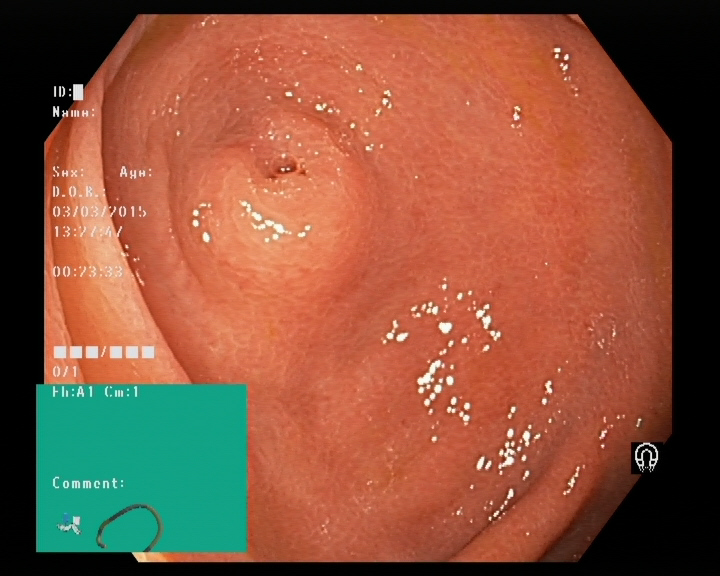 ID:
Name:
Sex: Age:
D.O.B.:
03/03/2015
13:27:47
00:23:33
0/1
Eh:A1 Cm:1
Comment: